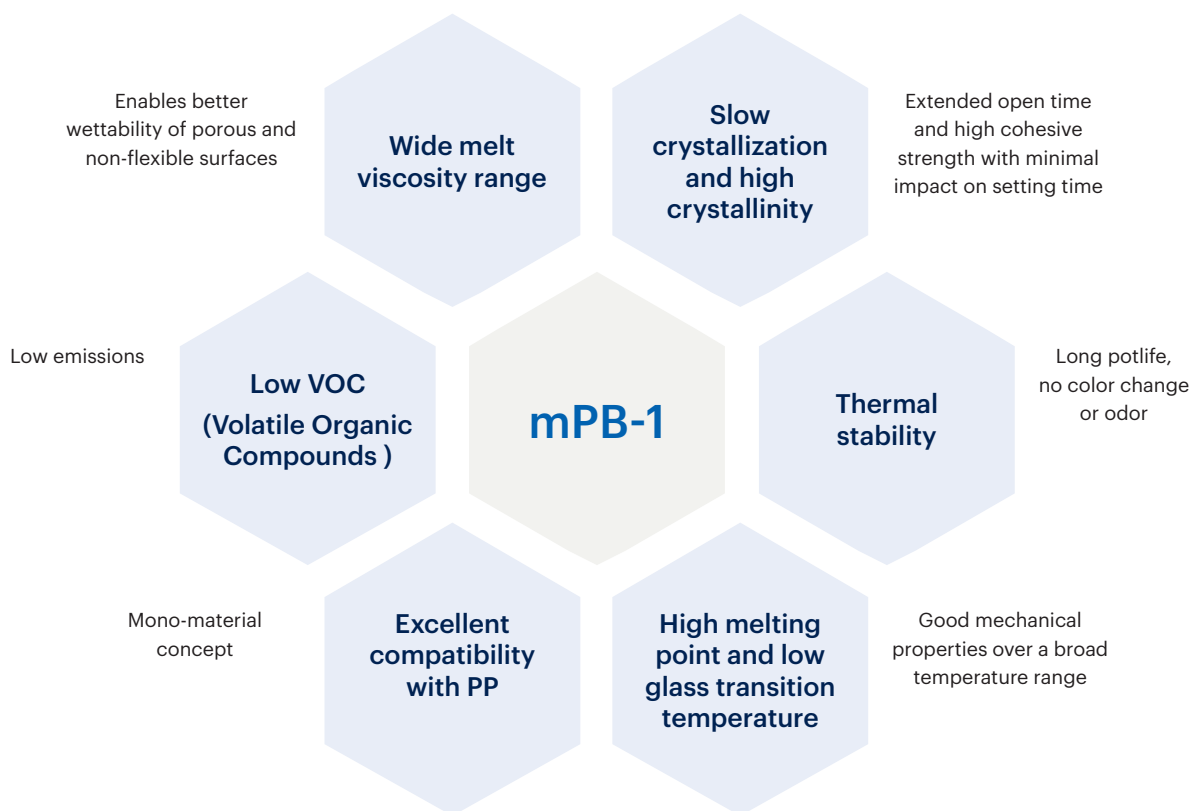 Enables better
wettability of porous and
non-flexible surfaces
Wide melt
viscosity range
Slow
crystallization
and high
crystallinity
Extended open time
and high cohesive
strength with minimal
impact on setting time
Low emissions
Low VOC
(Volatile Organic
Compounds )
mPB-1
Thermal
stability
Long potlife,
no color change
or odor
Mono-material
concept
Excellent
compatibility
with PP
High melting
point and low
glass transition
temperature
Good mechanical
properties over a broad
temperature range